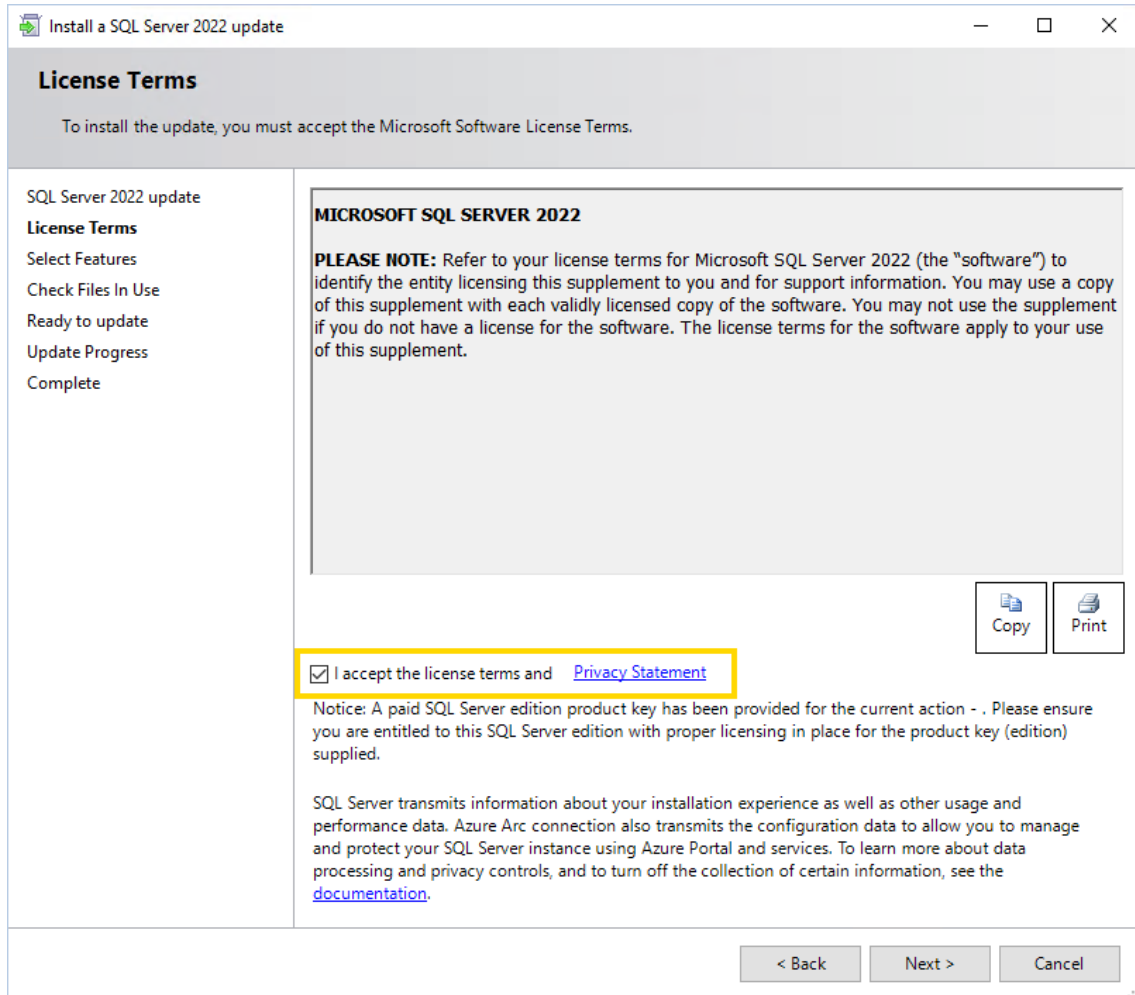 Install a SQL Server 2022 update
License Terms
To install the update, you must accept the Microsoft Software License Terms.
SQL Server 2022 update
License Terms
Select Features
Check Files In Use
Ready to update
Update Progress
Complete
MICROSOFT SQL SERVER 2022
PLEASE NOTE: Refer to your license terms for Microsoft SQL Server 2022 (the “software”) to
identify the entity licensing this supplement to you and for support information. You may use a copy
of this supplement with each validly licensed copy of the software. You may not use the supplement
if you do not have a license for the software. The license terms for the software apply to your use
of this supplement.
Copy
Print
I accept the license terms and Privacy Statement
Notice: A paid SQL Server edition product key has been provided for the current action - . Please ensure
you are entitled to this SQL Server edition with proper licensing in place for the product key (edition)
supplied.
SQL Server transmits information about your installation experience as well as other usage and
performance data. Azure Arc connection also transmits the configuration data to allow you to manage
and protect your SQL Server instance using Azure Portal and services. To learn more about data
processing and privacy controls, and to turn off the collection of certain information, see the
documentation.
< Back
Next >
Cancel